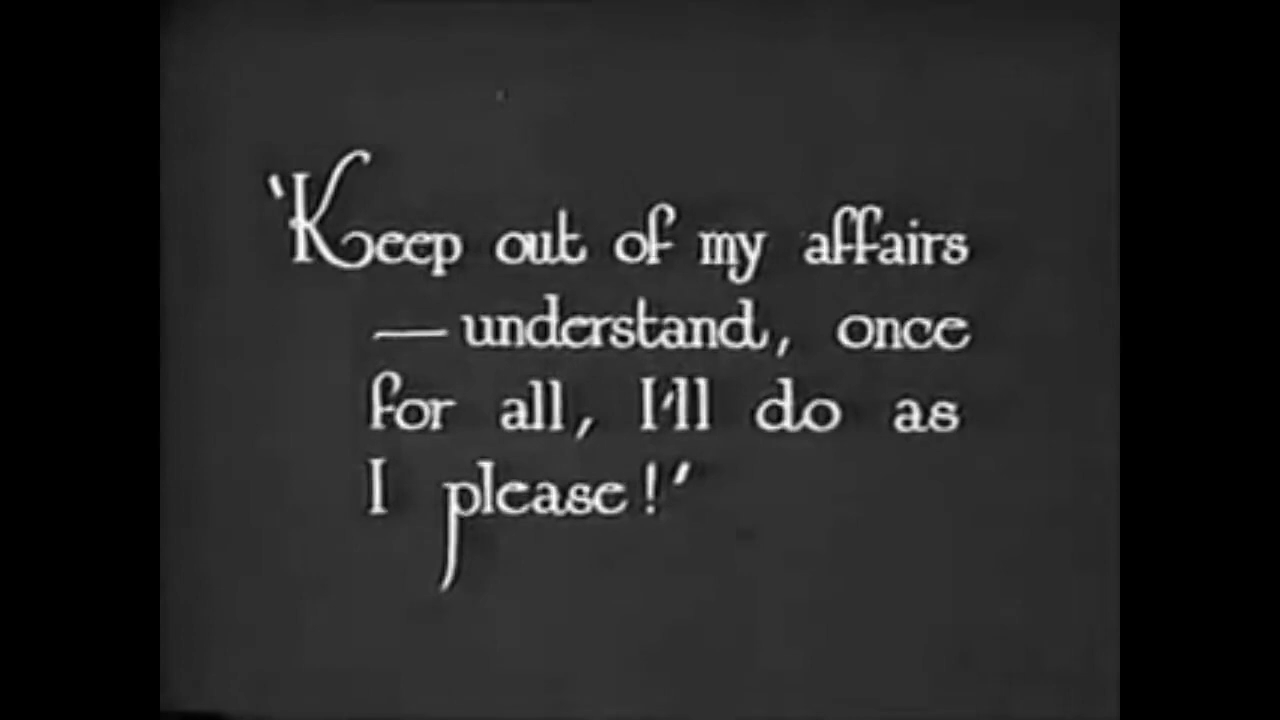 ‘Keep out of my affairs
—understand, once
for all, I'll do as
I please!’